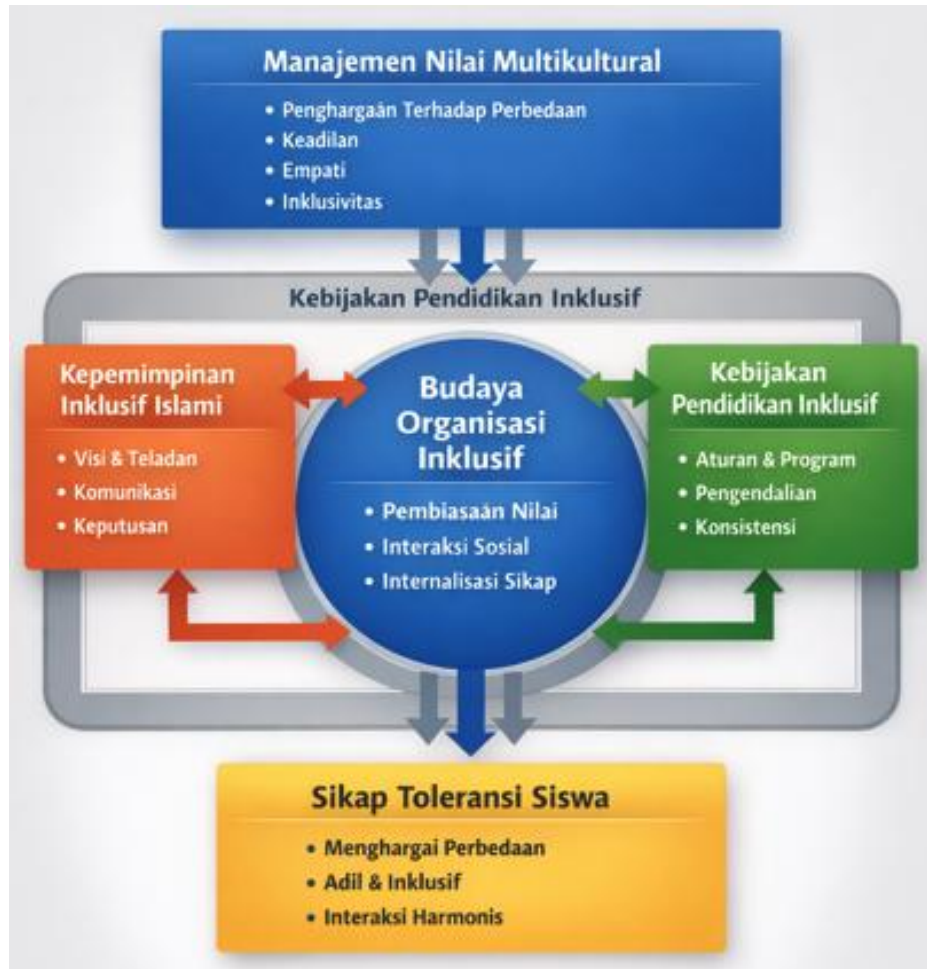 Manajemen Nilai Multikultural
• Penghargaan Terhadap Perbedaan
• Keadilan
• Empati
• Inklusivitas
Kebijakan Pendidikan Inklusif
Kepemimpinan
Inklusif Islami
• Visi & Teladan
• Komunikasi
• Keputusan
Budaya
Organisasi
Inklusif
• Pembiasaan Nilai
• Interaksi Sosial
• Internalisasi Sikap
Kebijakan
Pendidikan Inklusif
• Aturan & Program
• Pengendalian
• Konsistensi
Sikap Toleransi Siswa
• Menghargai Perbedaan
• Adil & Inklusif
• Interaksi Harmonis